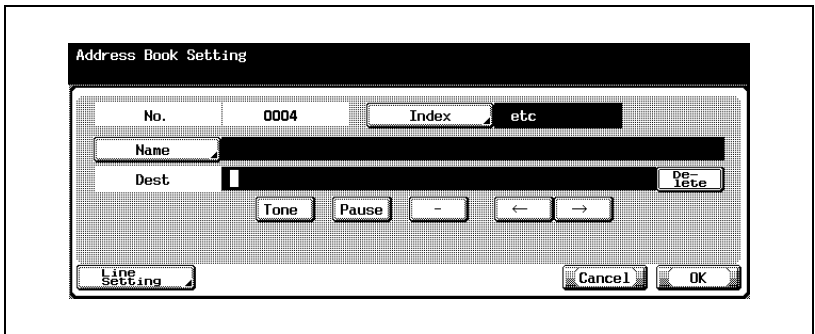 Address Book Setting
No. 0004 Index etc
Name
Dest De-
lete
Tone Pause - ← →
Line
Setting Cancel OK